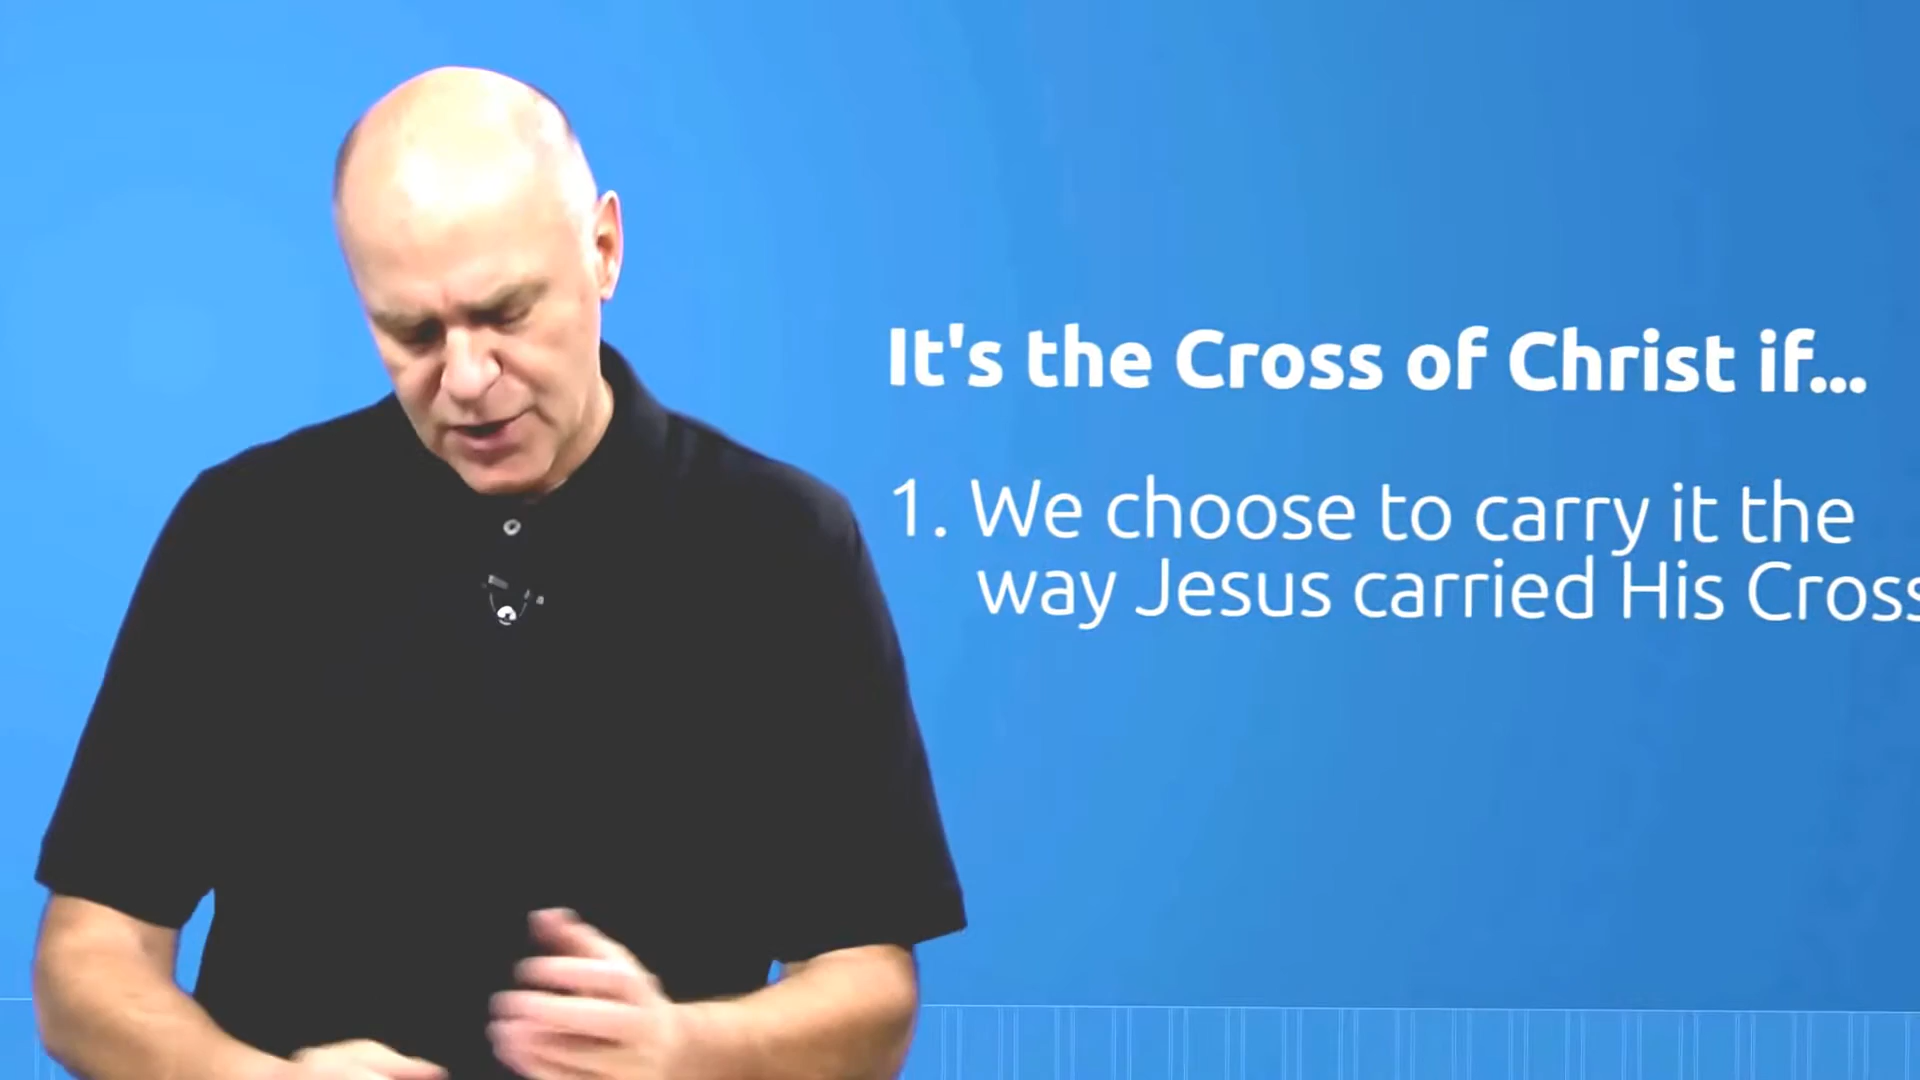 It's the Cross of Christ if...
1. We choose to carry it the
way Jesus carried His Cross